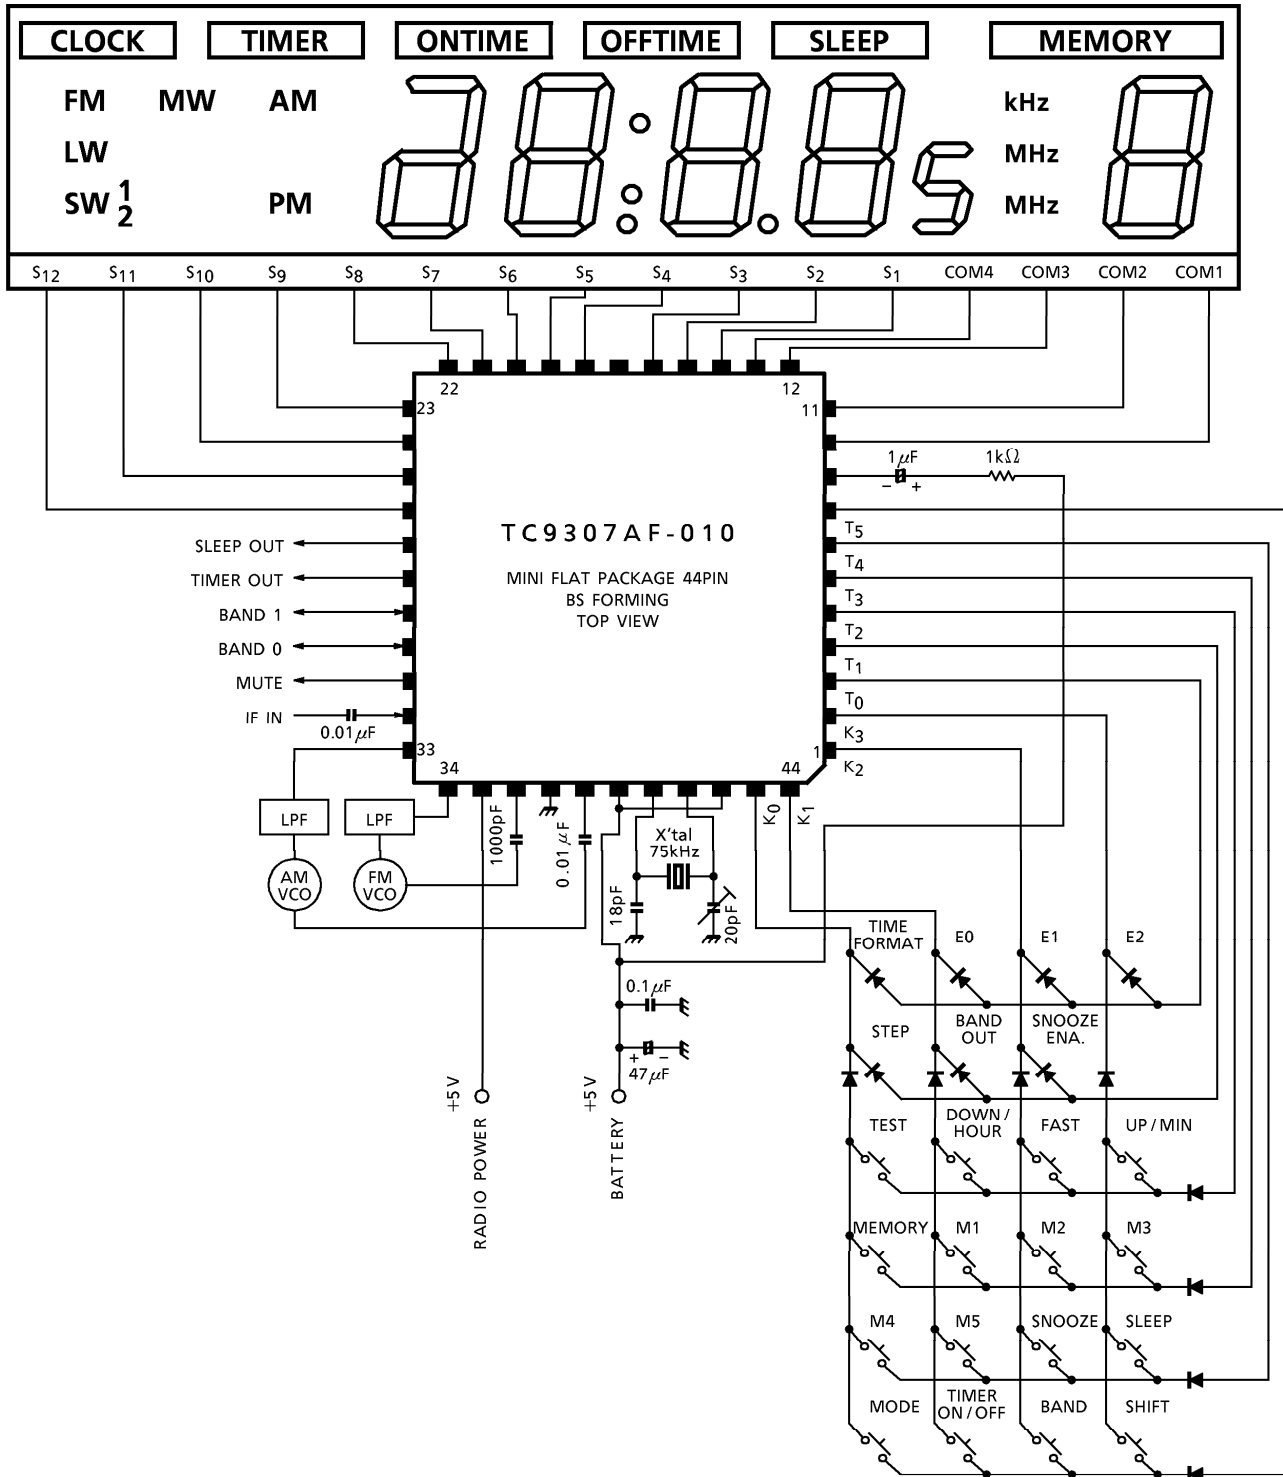 CLOCK TIMER ONTIME OFFTIME SLEEP MEMORY
FM MW AM kHz
LW MHz
SW 1 2 PM MHz
S12 S11 S10 S9 S8 S7 S6 S5 S4 S3 S2 S1 COM4 COM3 COM2 COM1
22 12
23 11
1μF 1kΩ
- +
TC9307AF-010
MINI FLAT PACKAGE 44PIN
BS FORMING
TOP VIEW
T5
T4
T3
T2
T1
T0
K3
K2
SLEEP OUT
TIMER OUT
BAND 1
BAND 0
MUTE
IF IN
0.01μF
33 1
34 44
K0 K1
LPF LPF
1000pF
0.01μF
X'tal
75kHz
AM
VCO
FM
VCO
18pF
20pF
TIME
FORMAT
E0 E1 E2
0.1μF
STEP
BAND
OUT
SNOOZE
ENA.
+ -
47μF
+5V
RADIO POWER
+5V
BATTERY
TEST
DOWN/
HOUR
FAST
UP/MIN
MEMORY M1 M2 M3
M4 M5 SNOOZE SLEEP
MODE
TIMER
ON/OFF
BAND
SHIFT